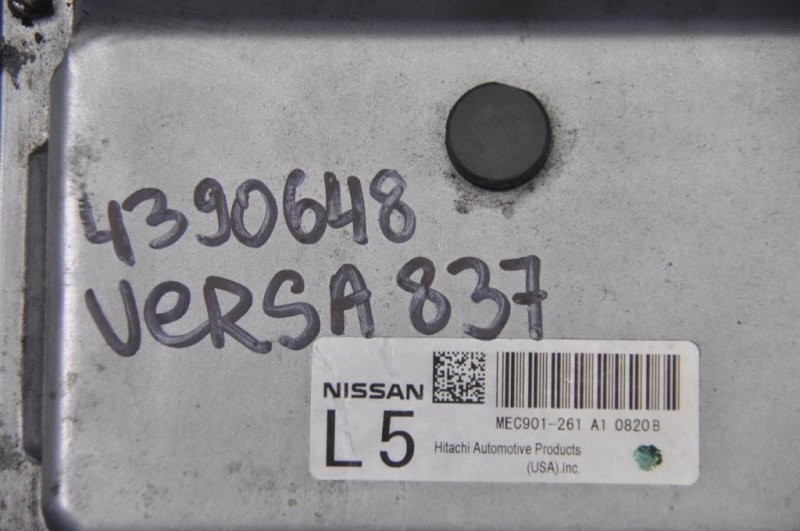 4390648
VERSA 837
NISSAN
MEC901-261 A1 0820B
L5
Hitachi Automotive Products
(USA).Inc.